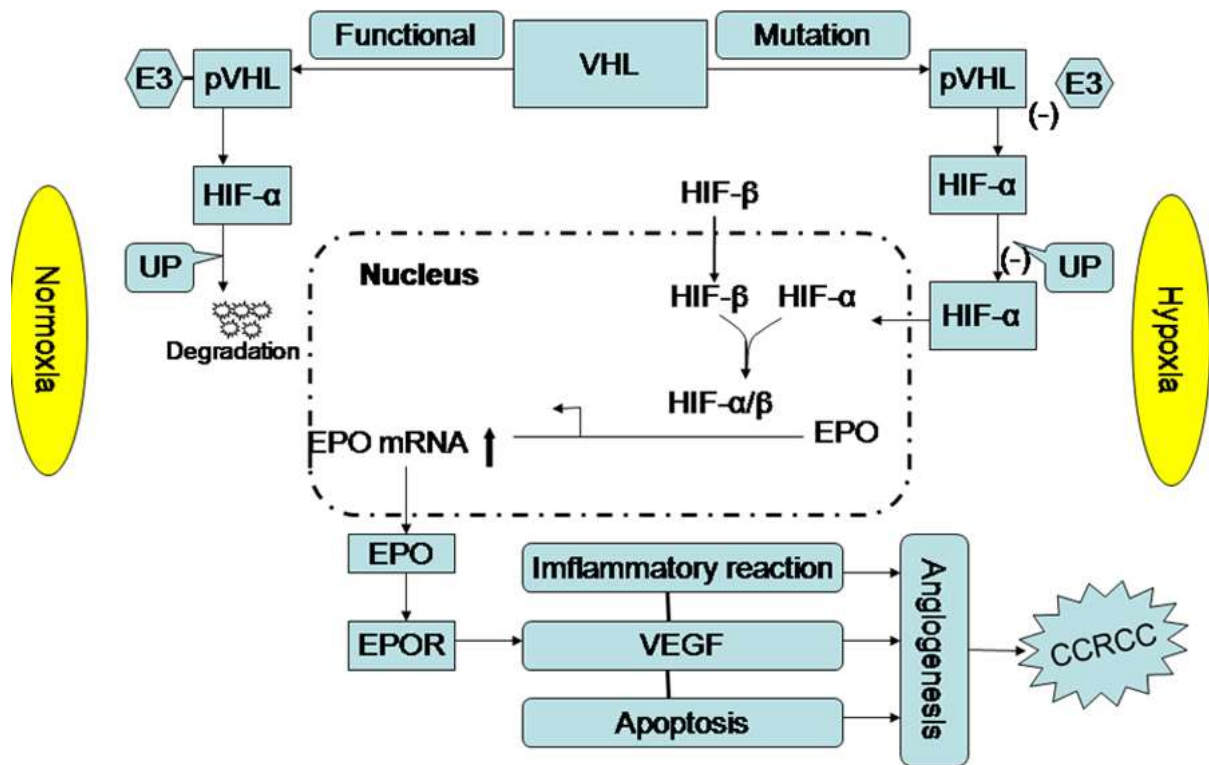 Functional
VHL
Mutation
E3
pVHL
pVHL
E3
(-)
HIF-α
HIF-β
HIF-α
UP
(-)
UP
Nucleus
HIF-β
HIF-α
HIF-α
Normoxia
Hypoxia
Degradation
HIF-α/β
EPO mRNA
EPO
EPO
Imflammatory reaction
EPOR
VEGF
Apoptosis
Angiogenesis
CCRCC